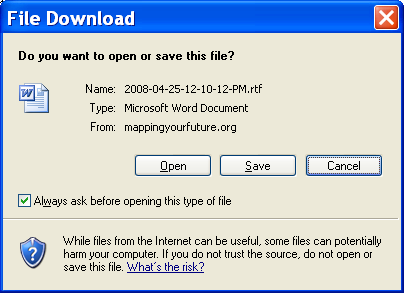 File Download
Do you want to open or save this file?
Name: 2008-04-25-12-10-12-PM.rtf
Type: Microsoft Word Document
From: mappingyourfuture.org
Open Save Cancel
Always ask before opening this type of file
While files from the Internet can be useful, some files can potentially
harm your computer. If you do not trust the source, do not open or
save this file. What's the risk?